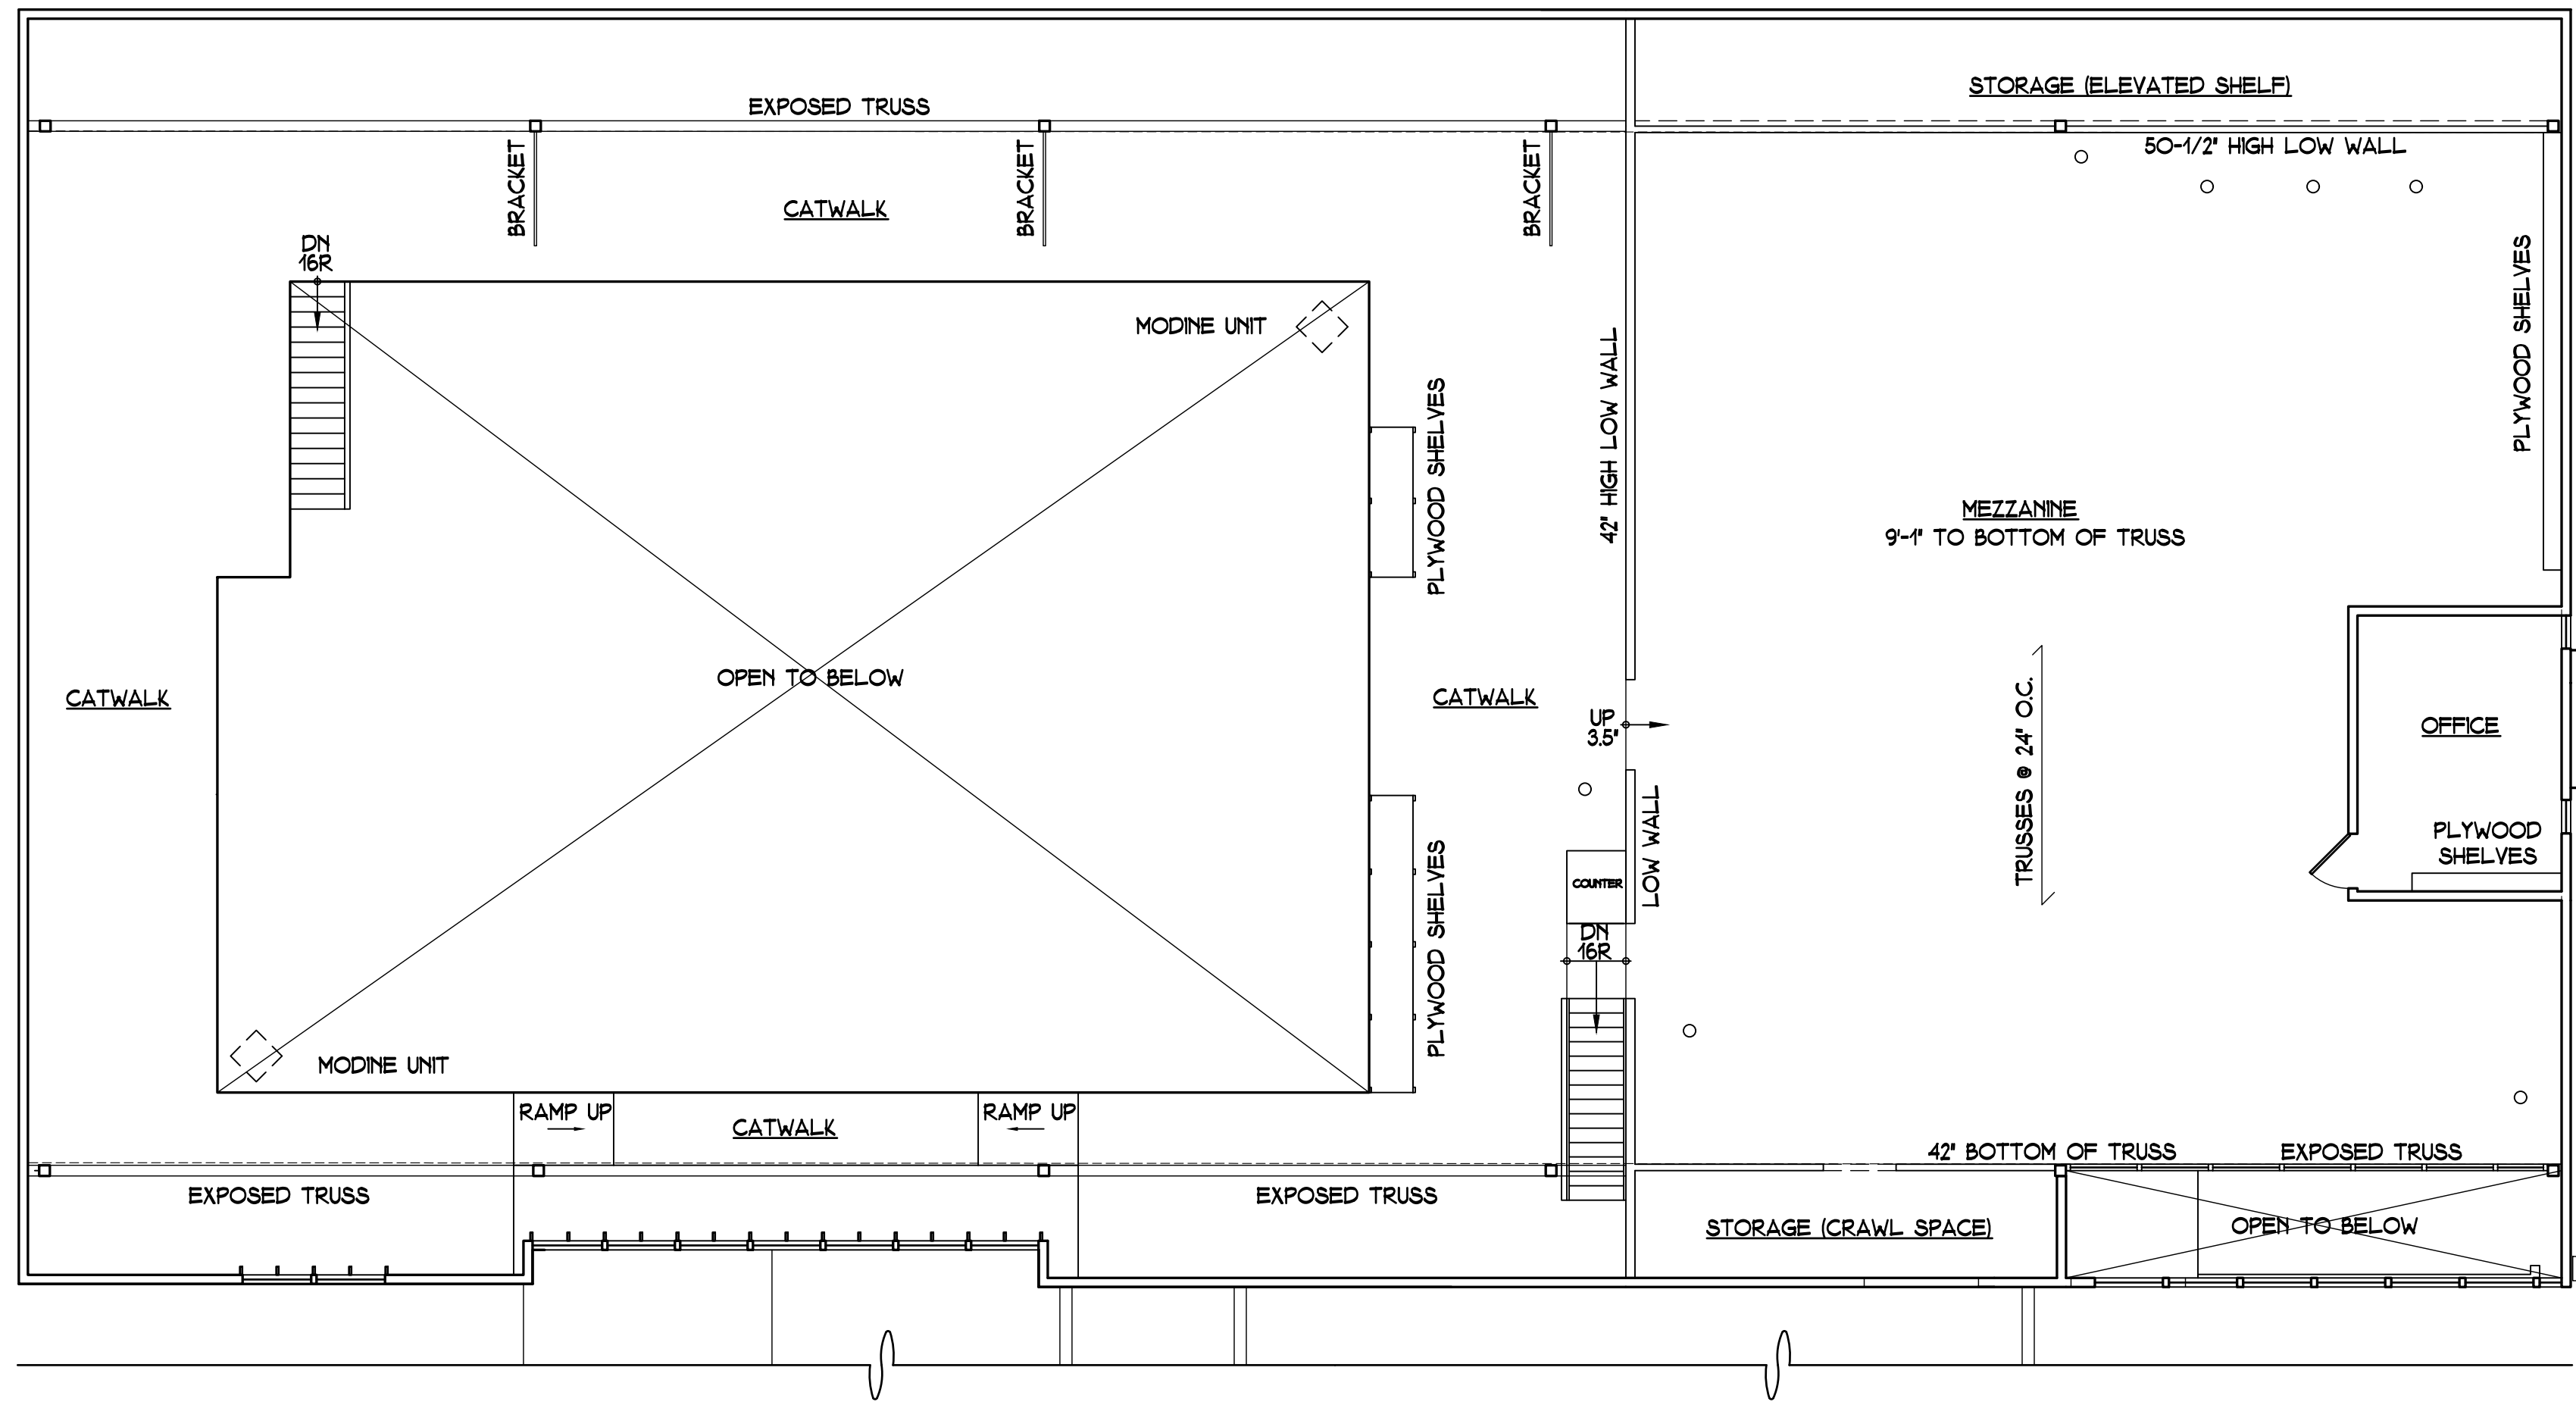 STORAGE (ELEVATED SHELF)
EXPOSED TRUSS
50-1/2" HIGH LOW WALL
BRACKET
BRACKET
BRACKET
CATWALK
DN
16R
MODINE UNIT
PLYWOOD SHELVES
42" HIGH LOW WALL
PLYWOOD SHELVES
MEZZANINE
9'-1" TO BOTTOM OF TRUSS
OPEN TO BELOW
CATWALK
CATWALK
UP
3.5"
TRUSSES @ 24" O.C.
OFFICE
PLYWOOD
SHELVES
LOW WALL
COUNTER
PLYWOOD SHELVES
DN
16R
MODINE UNIT
RAMP UP
CATWALK
RAMP UP
42" BOTTOM OF TRUSS
EXPOSED TRUSS
EXPOSED TRUSS
EXPOSED TRUSS
STORAGE (CRAWL SPACE)
OPEN TO BELOW